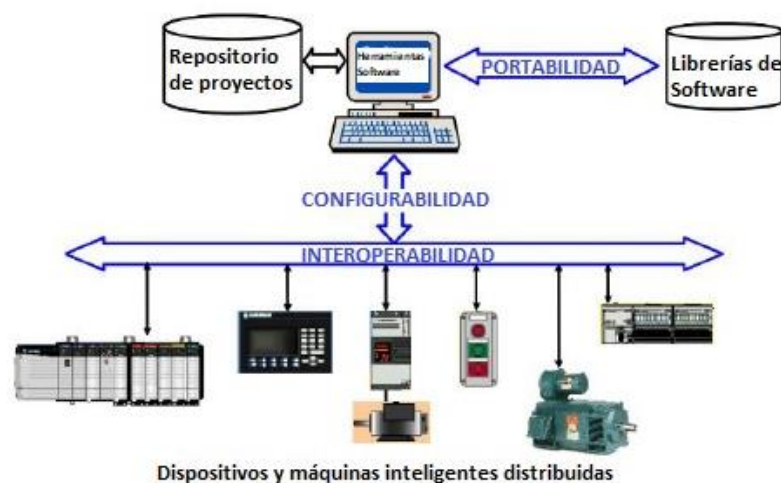 Repositorio
de proyectos
Herramientas
Software
PORTABILIDAD
Librerías de
Software
CONFIGURABILIDAD
INTEROPERABILIDAD
Dispositivos y máquinas inteligentes distribuidas